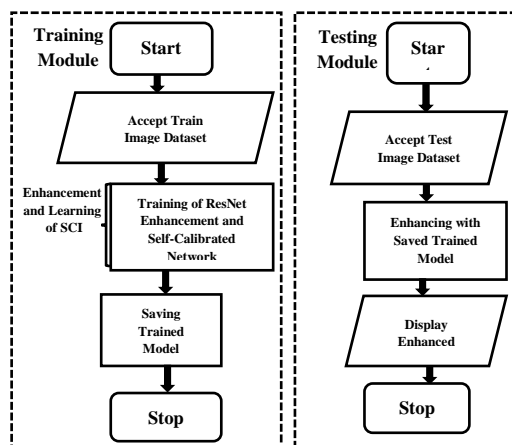 Training
Module
Start
Accept Train
Image Dataset
Enhancement
and Learning
of SCI
Training of ResNet
Enhancement and
Self-Calibrated
Network
Saving
Trained
Model
Stop
Testing
Module
Star
Accept Test
Image Dataset
Enhancing with
Saved Trained
Model
Display
Enhanced
Stop